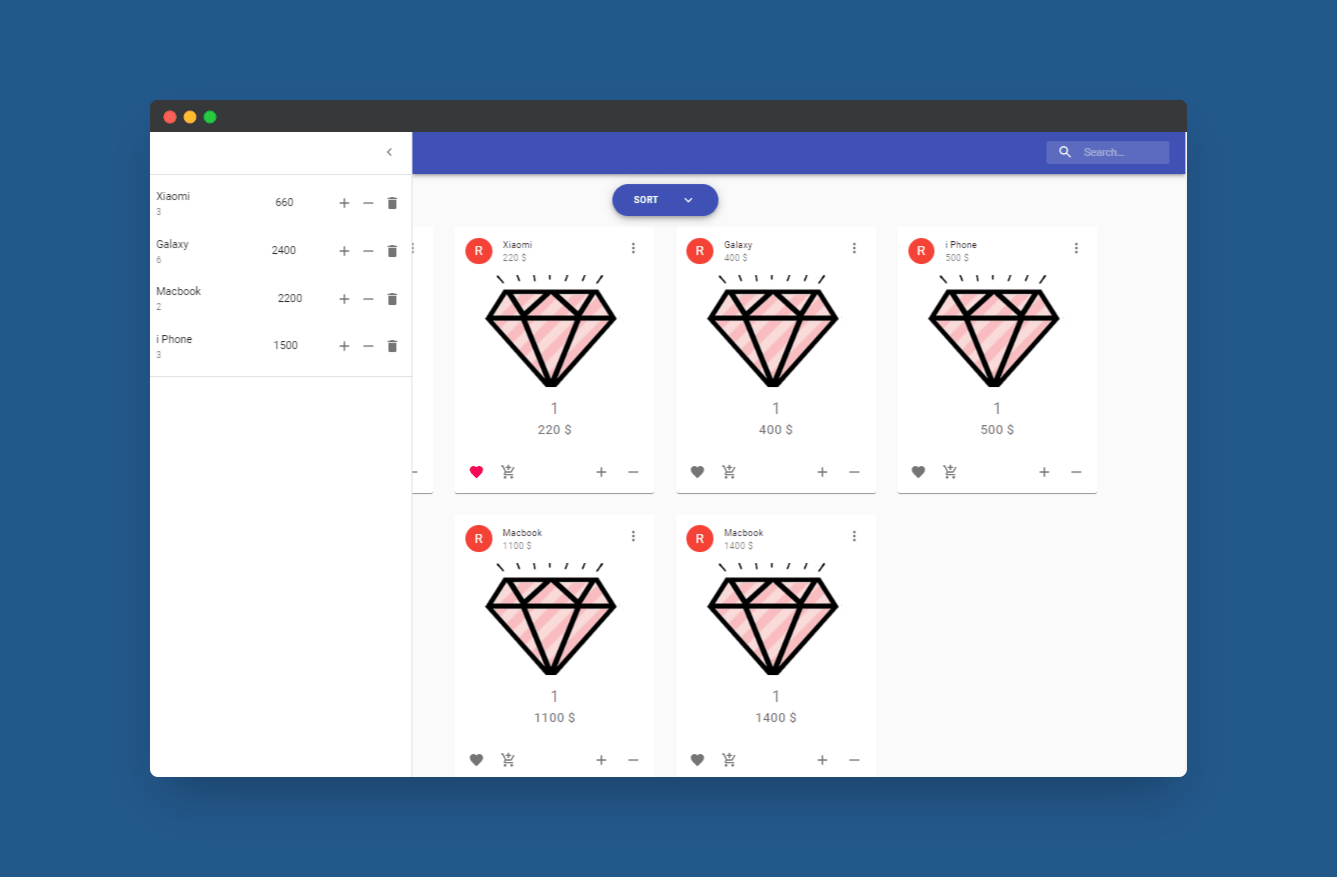 Search...
Xiaomi
3
660
Galaxy
6
2400
Macbook
2
2200
i Phone
3
1500
SORT
R
Xiaomi
220 $
1
220 $
R
Galaxy
400 $
1
400 $
R
i Phone
500 $
1
500 $
R
Macbook
1100 $
1
1100 $
R
Macbook
1400 $
1
1400 $